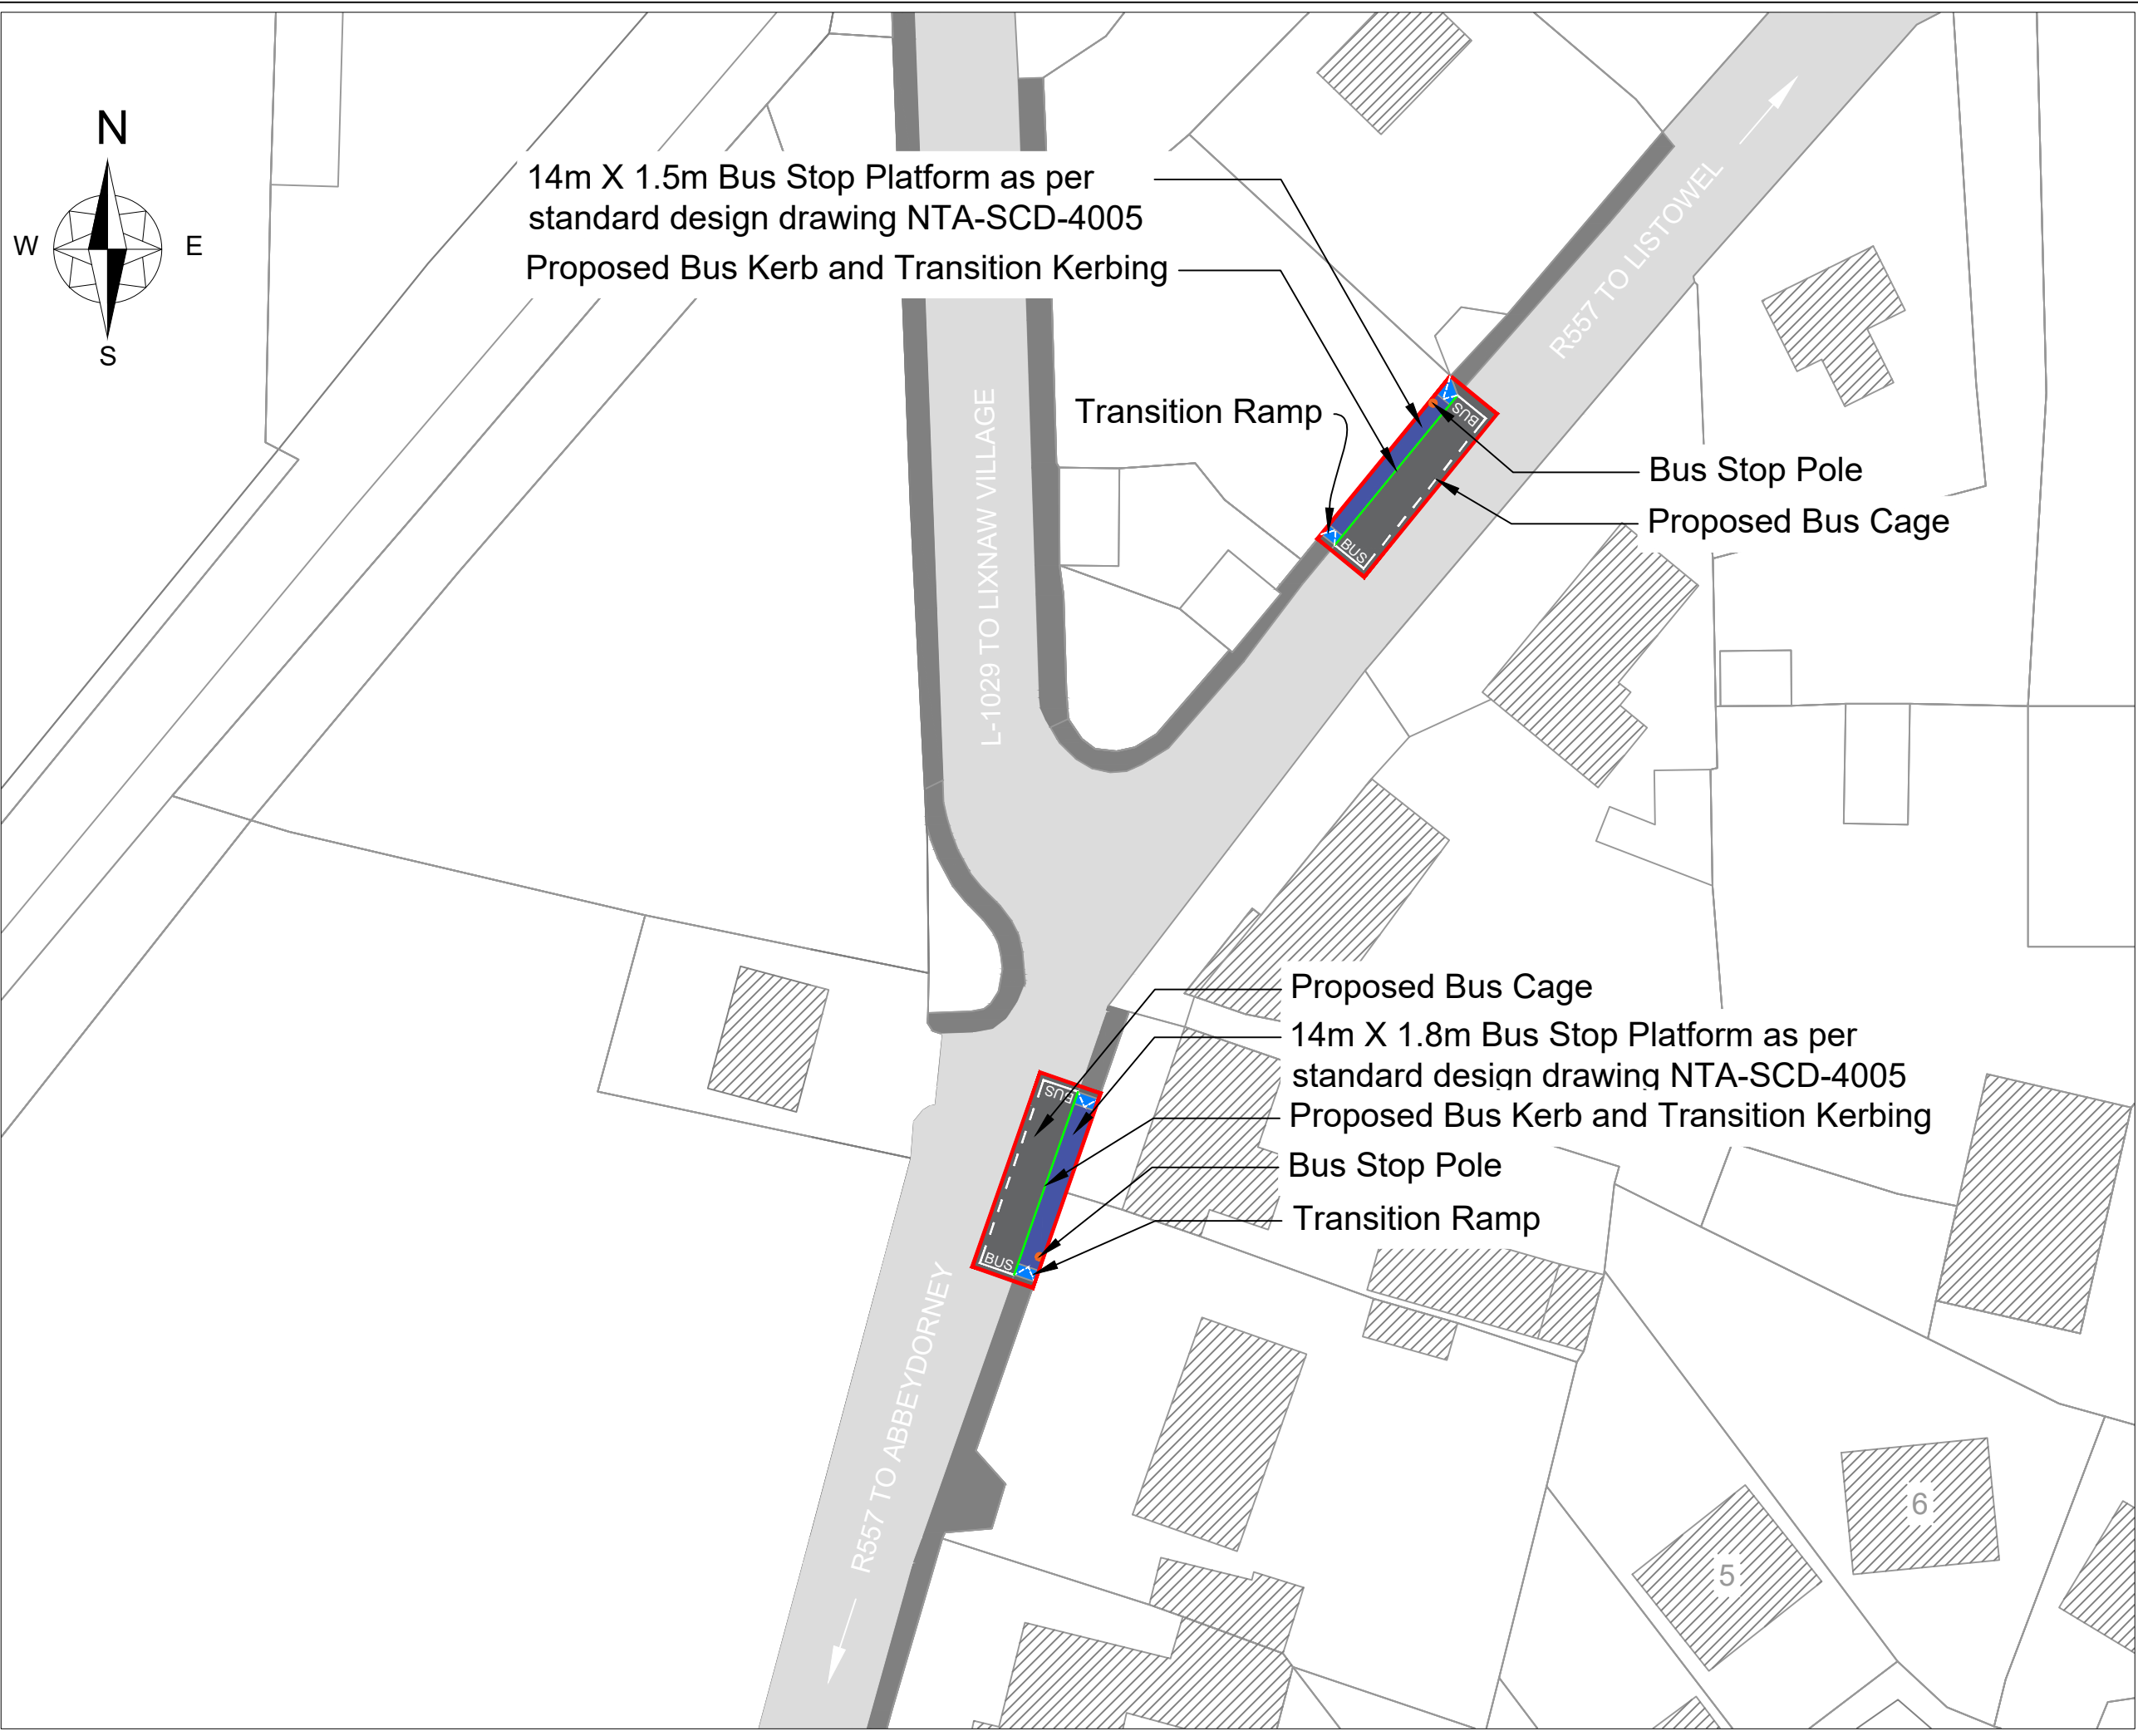 N
W
E
S
14m X 1.5m Bus Stop Platform as per
standard design drawing NTA-SCD-4005
Proposed Bus Kerb and Transition Kerbing
R557 TO LISTOWEL
Transition Ramp
BUS
Bus Stop Pole
Proposed Bus Cage
BUS
L-1029 TO LIXNAW VILLAGE
Proposed Bus Cage
14m X 1.8m Bus Stop Platform as per
standard design drawing NTA-SCD-4005
BUS
Proposed Bus Kerb and Transition Kerbing
Bus Stop Pole
Transition Ramp
BUS
R557 TO ABBEYDORNEY
6
5